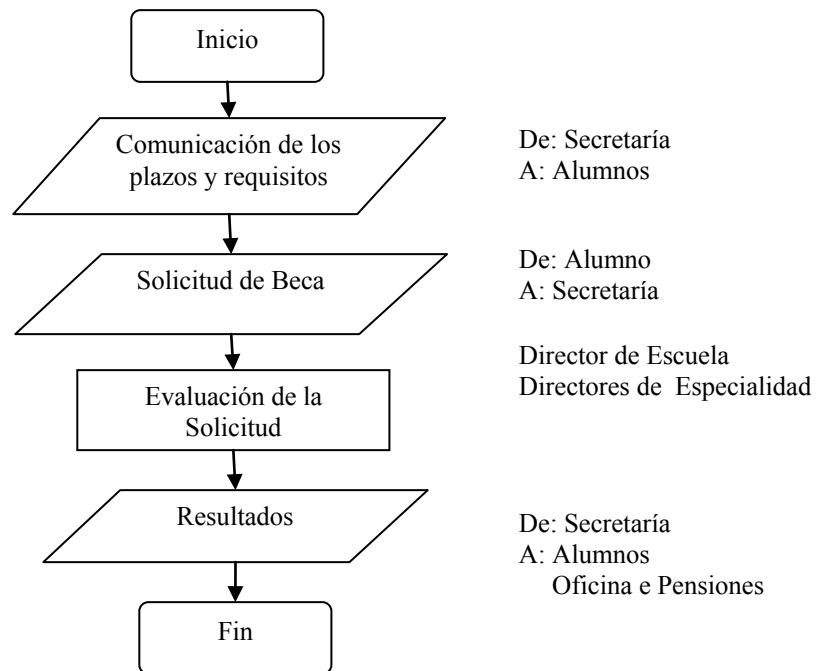 Inicio
Comunicación de los
plazos y requisitos
De: Secretaría
A: Alumnos
Solicitud de Beca
De: Alumno
A: Secretaría
Director de Escuela
Directores de Especialidad
Evaluación de la
Solicitud
Resultados
De: Secretaría
A: Alumnos
Oficina e Pensiones
Fin